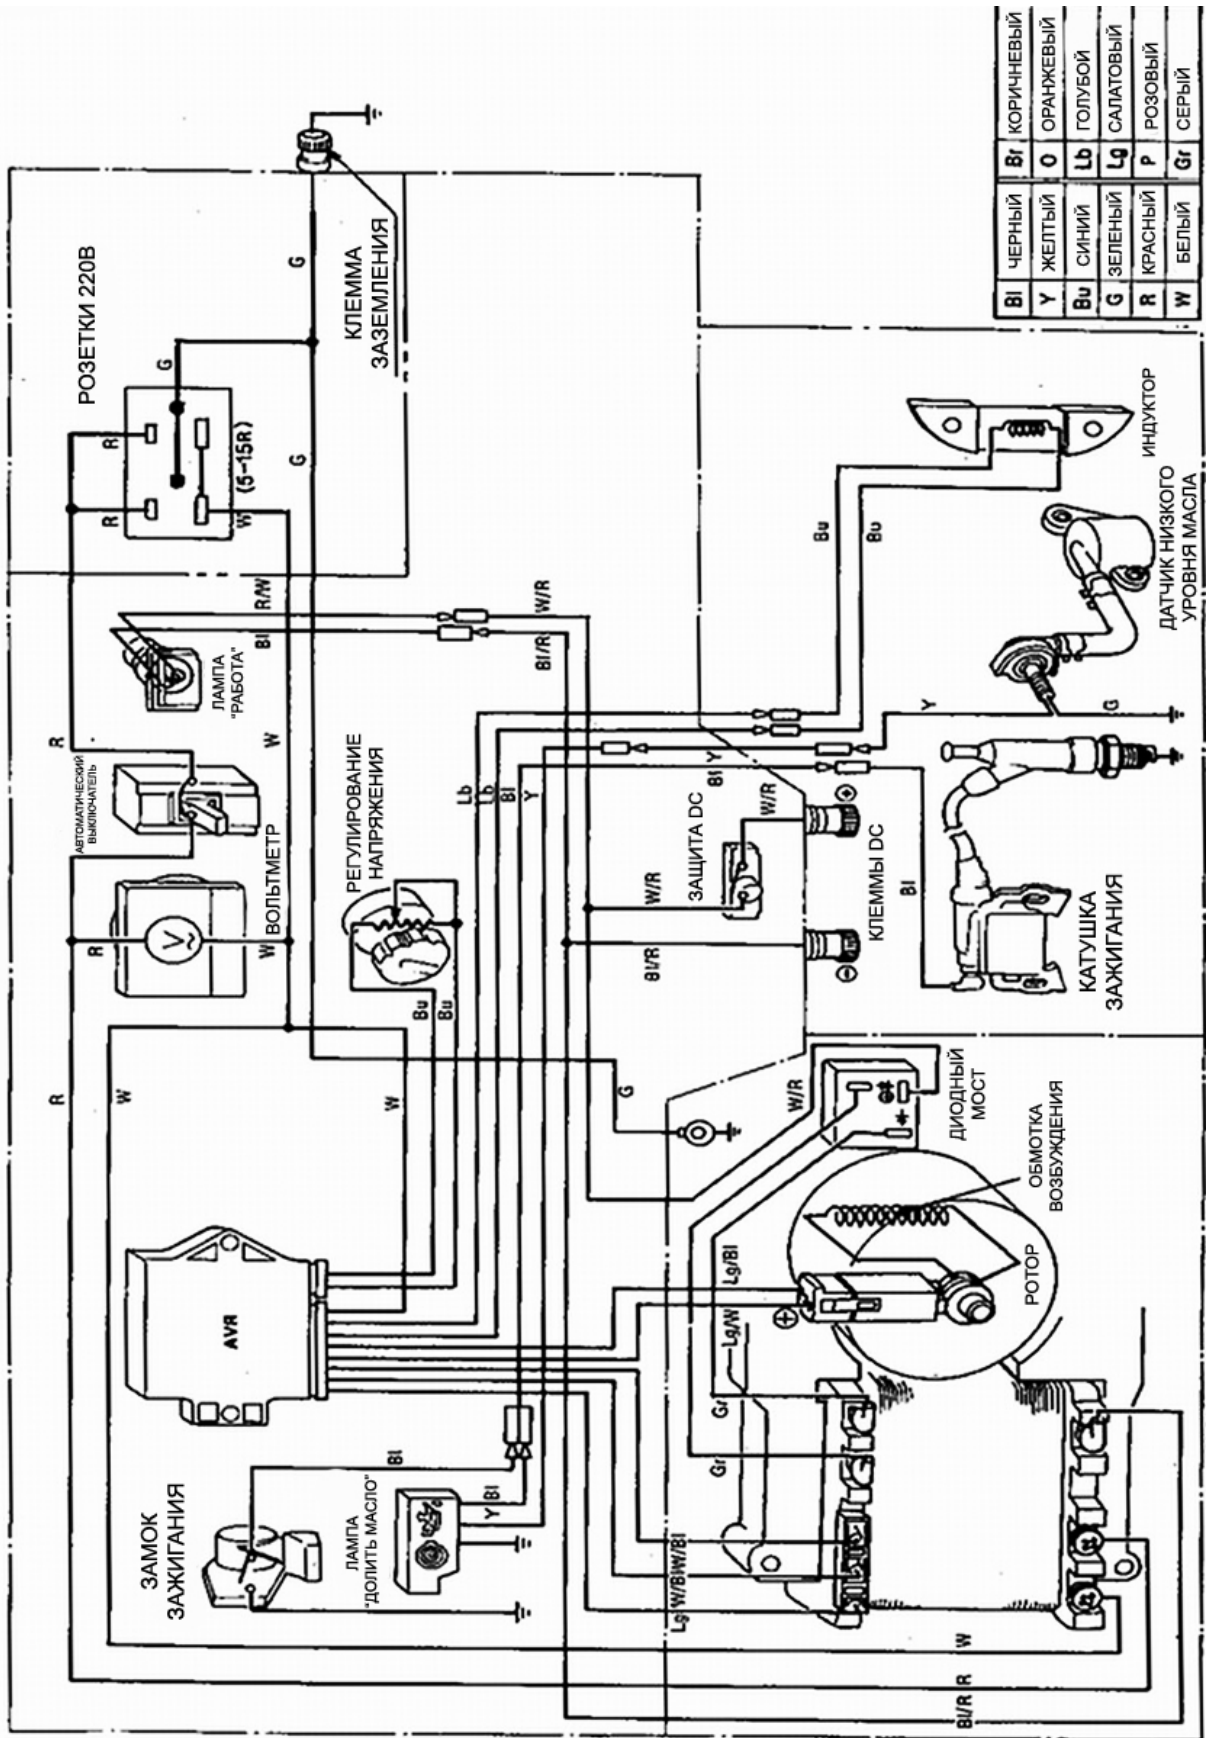 РОЗЕТКИ 220В
R
R
G
W
(5-15R)
G
G
КЛЕММА
ЗАЗЕМЛЕНИЯ
Bl ЧЕРНЫЙ Br КОРИЧНЕВЫЙ
Y ЖЕЛТЫЙ O ОРАНЖЕВЫЙ
Bu СИНИЙ Lb ГОЛУБОЙ
G ЗЕЛЕНЫЙ Lg САЛАТОВЫЙ
R КРАСНЫЙ P РОЗОВЫЙ
W БЕЛЫЙ Gr СЕРЫЙ
ЛАМПА
"РАБОТА"
R/W
Bl
W/R
Bl/R
R
АВТОМАТИЧЕСКИЙ
ВЫКЛЮЧАТЕЛЬ
W
V
R
W
ВОЛЬТМЕТР
РЕГУЛИРОВАНИЕ
НАПРЯЖЕНИЯ
Bu
Bu
Lb
Lb
Bl
Y
Bl
Y
Bu
Bu
ИНДУКТОР
ДАТЧИК НИЗКОГО
УРОВНЯ МАСЛА
Y
G
ЗАЩИТА DC
W/R
W/R
Bl/R
+
−
КЛЕММЫ DC
Bl
КАТУШКА
ЗАЖИГАНИЯ
R
W
W
G
W/R
ДИОДНЫЙ
МОСТ
ОБМОТКА
ВОЗБУЖДЕНИЯ
РОТОР
AVR
Lg/Bl
Lg/W
+
Gr
Gr
ЗАМОК
ЗАЖИГАНИЯ
Bl
ЛАМПА
"ДОЛИТЬ МАСЛО"
Y
Bl
Lg
W/Bl
W/Bl
W
R
Bl/R